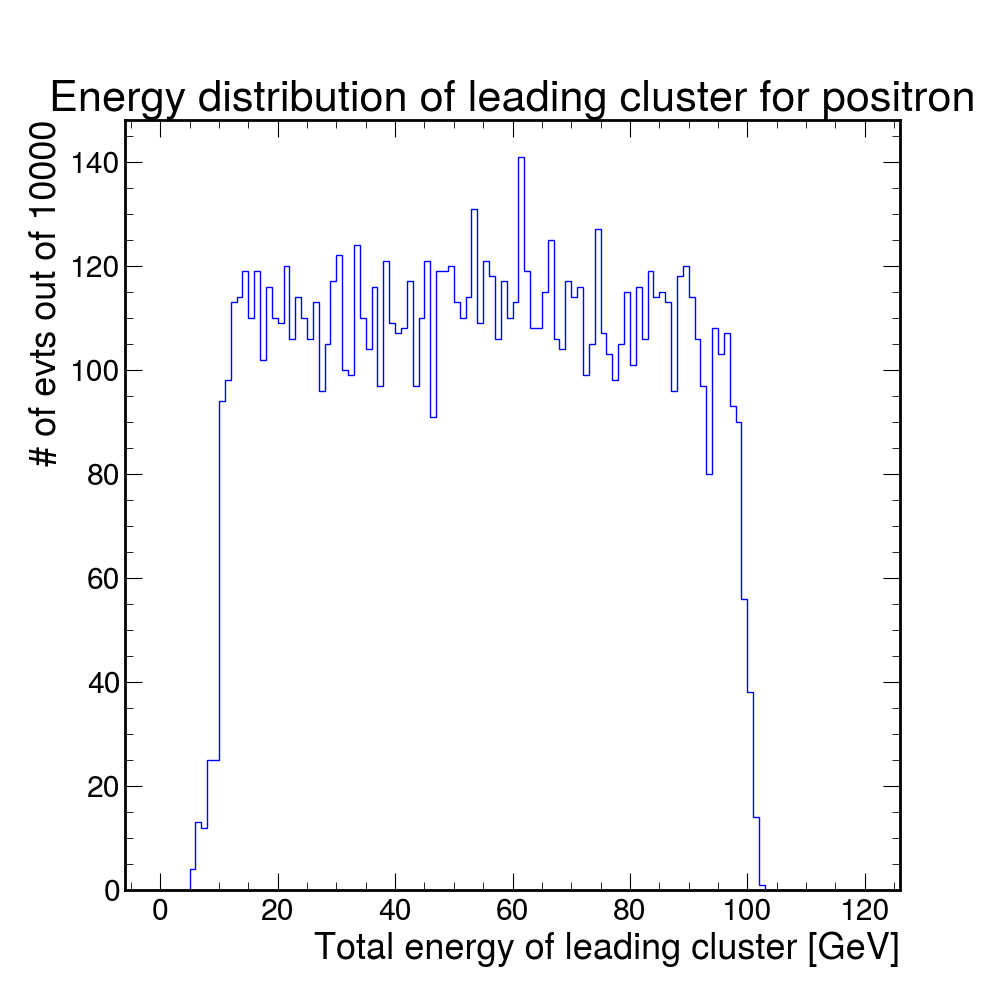 Energy distribution of leading cluster for positron
# of evts out of 10000
140
120
100
80
60
40
20
0
0 20 40 60 80 100 120
Total energy of leading cluster [GeV]